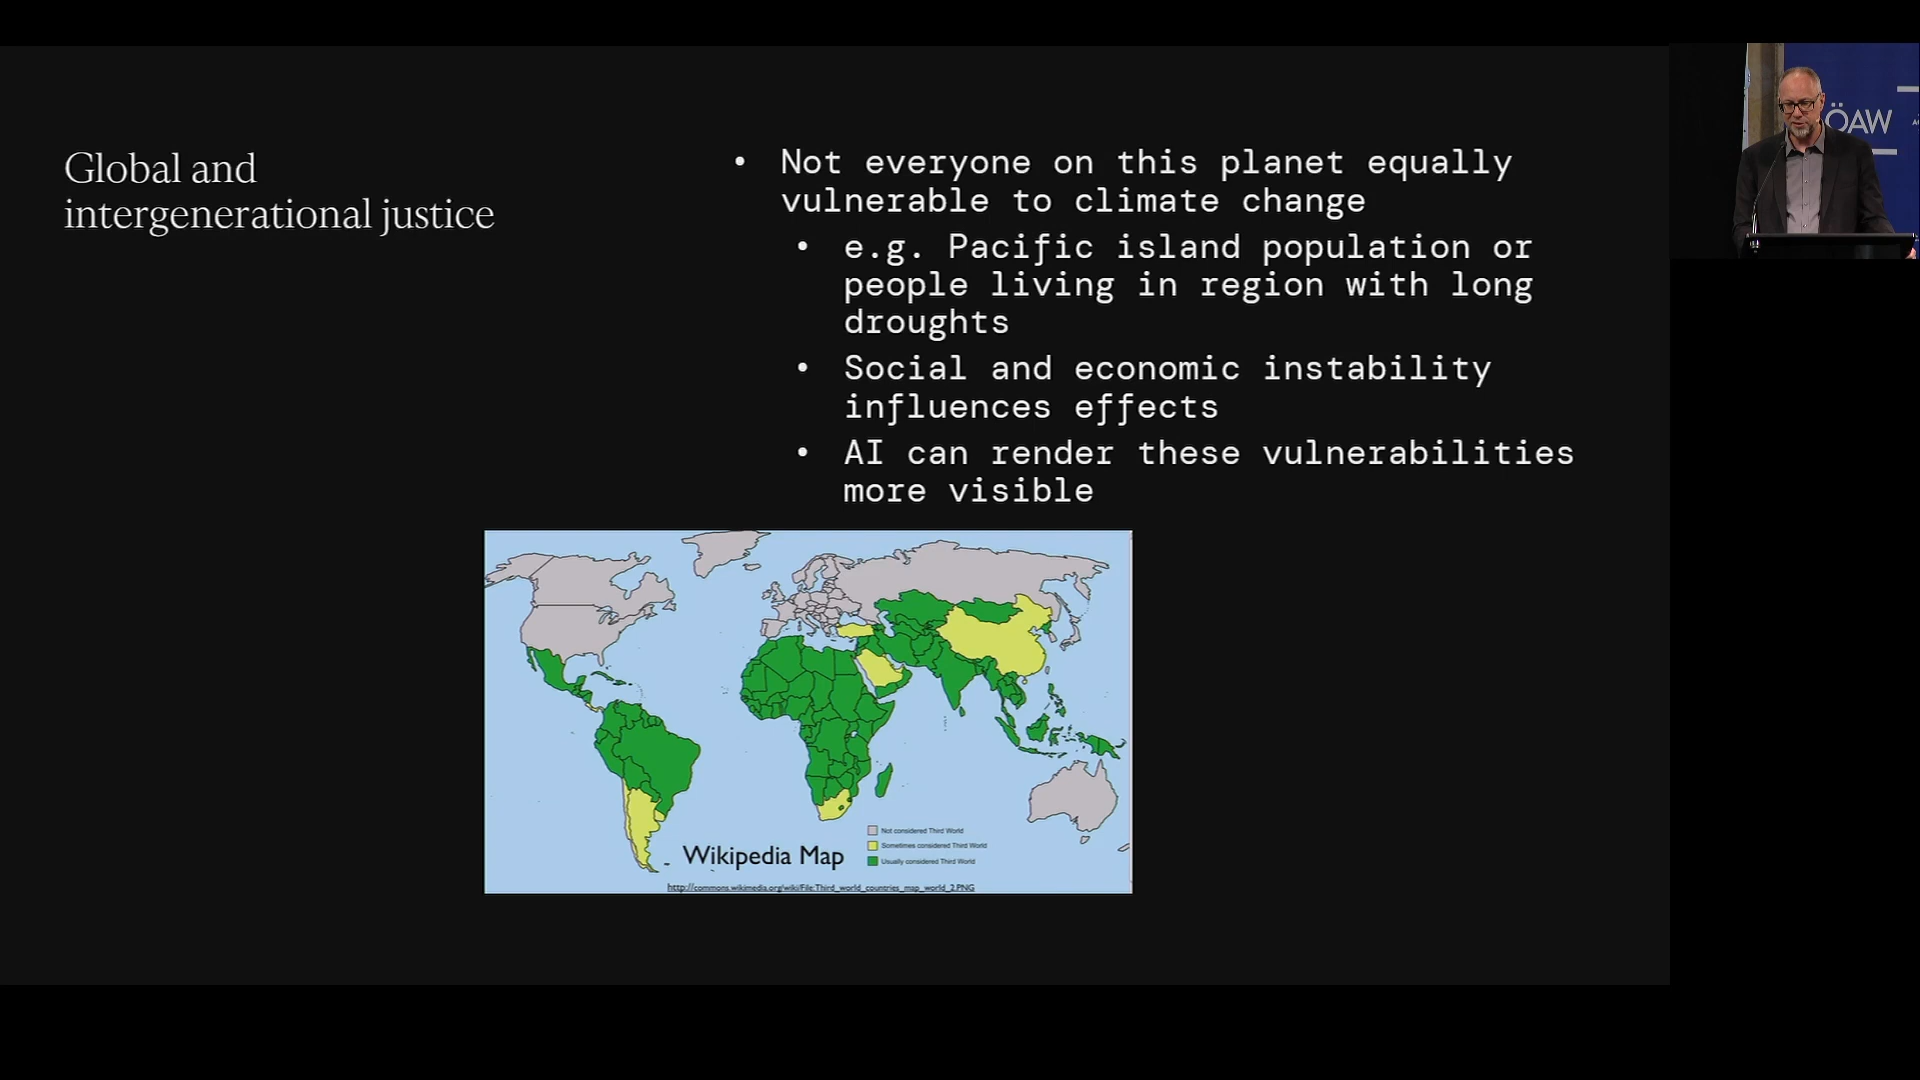 Global and
intergenerational justice
• Not everyone on this planet equally
vulnerable to climate change
• e.g. Pacific island population or
people living in region with long
droughts
• Social and economic instability
influences effects
• AI can render these vulnerabilities
more visible
Not considered Third World
Sometimes considered Third World
Usually considered Third World
Wikipedia Map
http://commons.wikimedia.org/wiki/File:Third_world_countries_map_world_2.PNG
ÖAW